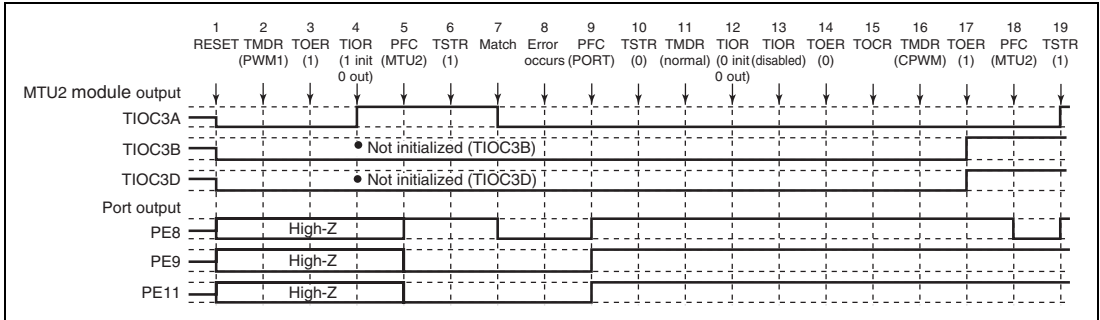 1 2 3 4 5 6 7 8 9 10 11 12 13 14 15 16 17 18 19
RESET TMDR TOER TIOR PFC TSTR Match Error PFC TSTR TMDR TIOR TIOR TOER TOCR TMDR TOER PFC TSTR
(PWM1) (1) (1 init (MTU2) (1) occurs (PORT) (0) (normal) (0 init (disabled) (0) (CPWM) (1) (MTU2) (1)
0 out) 0 out)
MTU2 module output
TIOC3A
TIOC3B • Not initialized (TIOC3B)
TIOC3D • Not initialized (TIOC3D)
Port output
PE8 High-Z
PE9 High-Z
PE11 High-Z